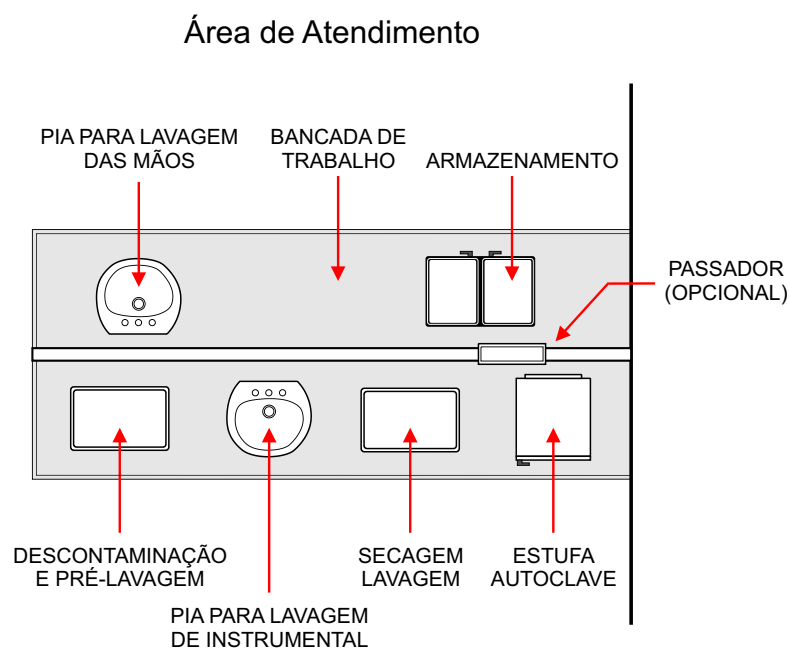 Área de Atendimento
PIA PARA LAVAGEM
DAS MÃOS
BANCADA DE
TRABALHO
ARMAZENAMENTO
PASSADOR
(OPCIONAL)
DESCONTAMINAÇÃO
E PRÉ-LAVAGEM
PIA PARA LAVAGEM
DE INSTRUMENTAL
SECAGEM
LAVAGEM
ESTUFA
AUTOCLAVE